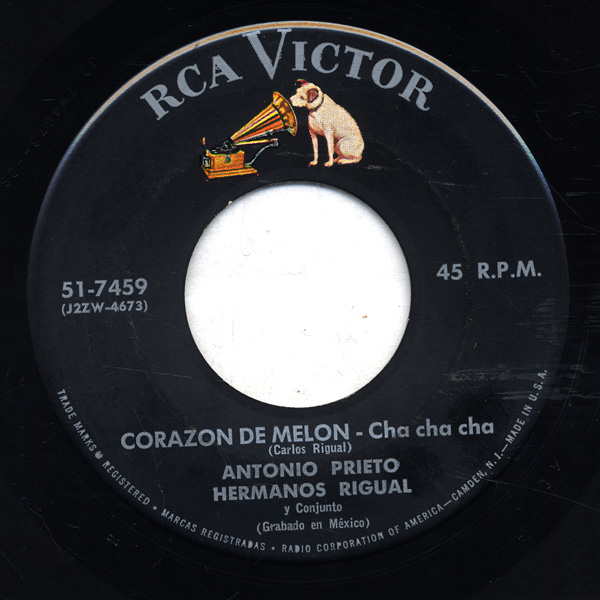 RCA VICTOR
51-7459
(J2ZW-4673)
45 R.P.M.
CORAZON DE MELON - Cha cha cha
(Carlos Rigual)
ANTONIO PRIETO
HERMANOS RIGUAL
y Conjunto
(Grabado en México)
TRADE MARKS ® REGISTERED • MARCAS REGISTRADAS • RADIO CORPORATION OF AMERICA—CAMDEN, N.J.—MADE IN U.S.A.